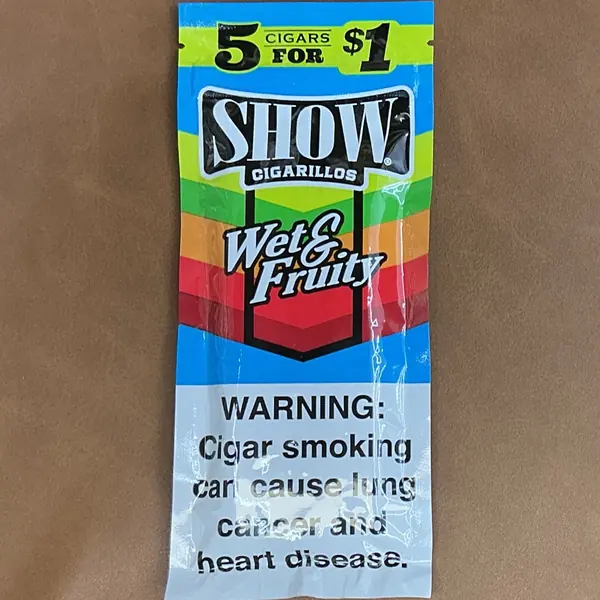 5 CIGARS FOR $1
SHOW®
CIGARILLOS
Wet &
Fruity
WARNING:
Cigar smoking
can cause lung
cancer and
heart disease.